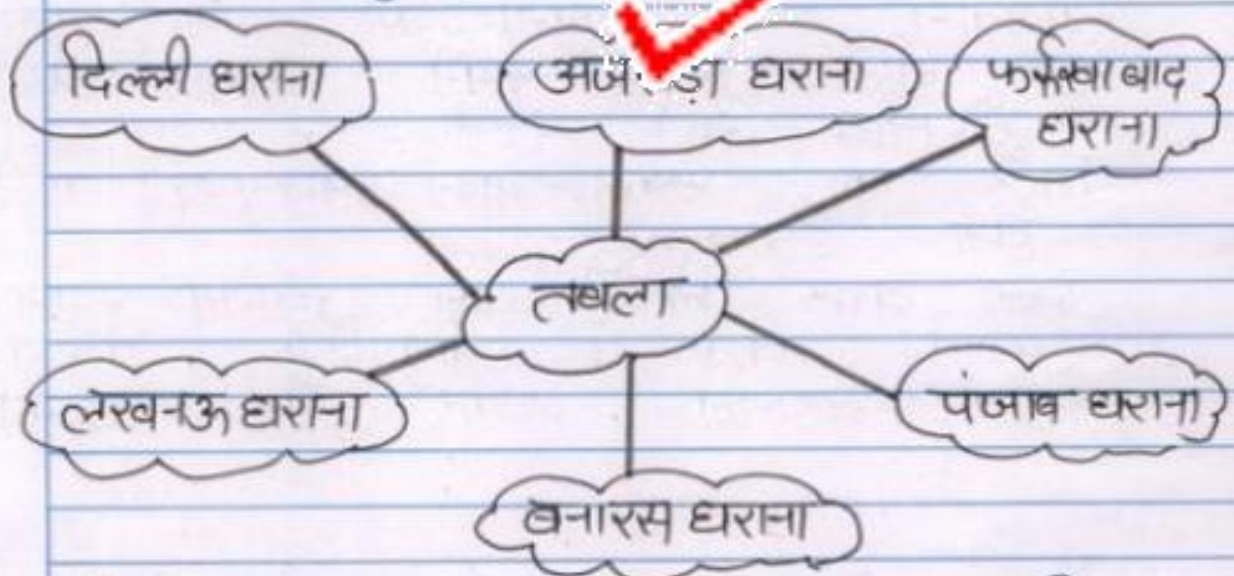 दिल्ली घराना
घराना
फर्रुखाबाद
घराना
तबला
लखनऊ घराना
पंजाब घराना
बनारस घराना